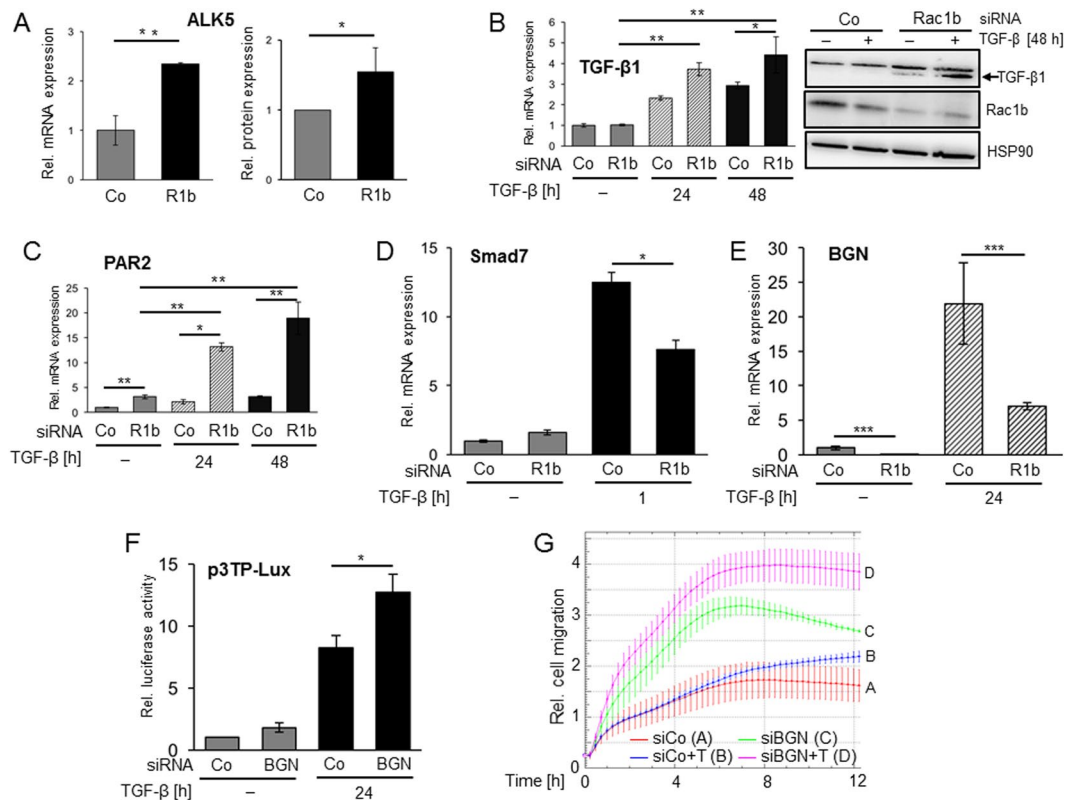 A
ALK5
Rel. mRNA expression
3
2
1
0
**
Co
R1b
Rel. protein expression
2
1
0
*
Co
R1b
B
TGF-β1
Rel. mRNA expression
6
5
4
3
2
1
0
**
**
*
siRNA
Co R1b Co R1b Co R1b
TGF-β [h]
– 24 48
Co Rac1b siRNA
– + – + TGF-β [48 h]
TGF-β1
Rac1b
HSP90
C
PAR2
Rel. mRNA expression
25
20
15
10
5
0
**
**
**
*
**
siRNA Co R1b Co R1b Co R1b
TGF-β [h] – 24 48
D
Smad7
Rel. mRNA expression
15
10
5
0
*
siRNA Co R1b Co R1b
TGF-β [h] – 1
E
BGN
Rel. mRNA expression
30
25
20
15
10
5
0
***
***
siRNA Co R1b Co R1b
TGF-β [h] – 24
F
p3TP-Lux
Rel. luciferase activity
15
10
5
0
*
siRNA Co BGN Co BGN
TGF-β [h] – 24
G
Rel. cell migration
4
3
2
1
0
D
C
B
A
siCo (A) siBGN (C)
siCo+T (B) siBGN+T (D)
Time [h] 0 4 8 12